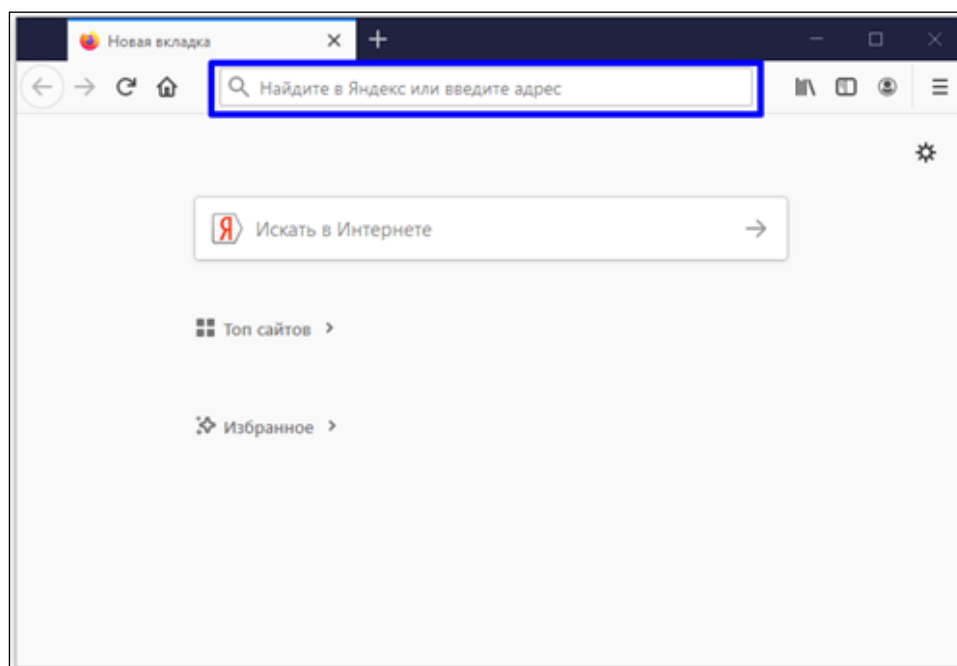 Новая вкладка
Найдите в Яндекс или введите адрес
Я Искать в Интернете
Топ сайтов
Избранное